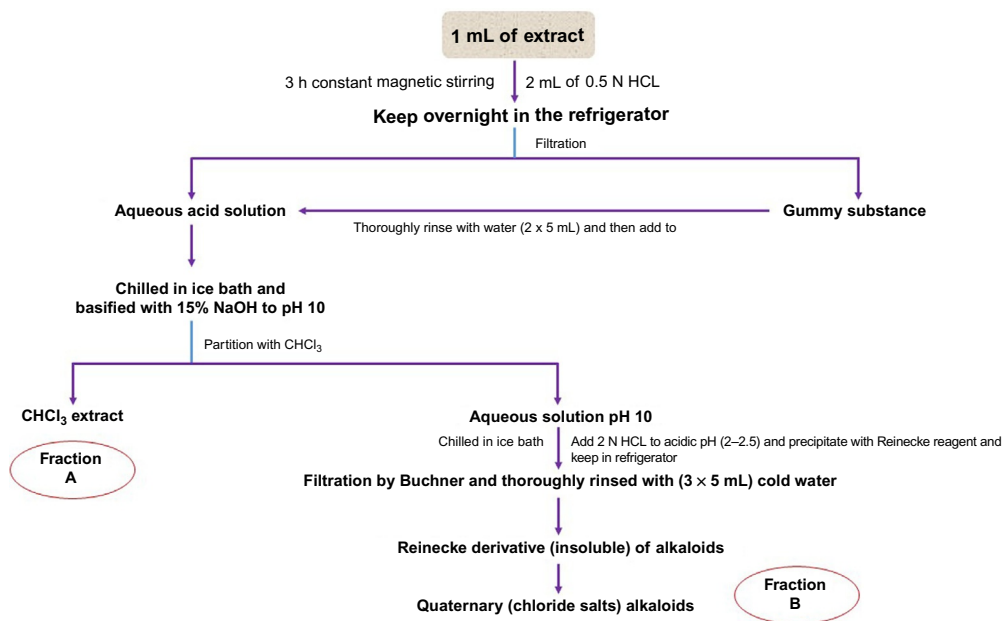 1 mL of extract
3 h constant magnetic stirring
2 mL of 0.5 N HCL
Keep overnight in the refrigerator
Filtration
Aqueous acid solution
Gummy substance
Thoroughly rinse with water (2 x 5 mL) and then add to
Chilled in ice bath and
basified with 15% NaOH to pH 10
Partition with CHCl₃
CHCl₃ extract
Fraction
A
Aqueous solution pH 10
Chilled in ice bath
Add 2 N HCL to acidic pH (2–2.5) and precipitate with Reinecke reagent and
keep in refrigerator
Filtration by Buchner and thoroughly rinsed with (3 × 5 mL) cold water
Reinecke derivative (insoluble) of alkaloids
Quaternary (chloride salts) alkaloids
Fraction
B